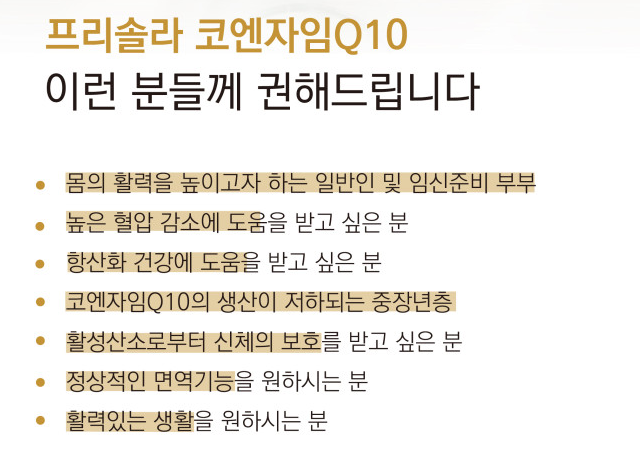 프리솔라 코엔자임Q10
이런 분들께 권해드립니다
몸의 활력을 높이고자 하는 일반인 및 임신준비 부부
높은 혈압 감소에 도움을 받고 싶은 분
항산화 건강에 도움을 받고 싶은 분
코엔자임Q10의 생산이 저하되는 중장년층
활성산소로부터 신체의 보호를 받고 싶은 분
정상적인 면역기능을 원하시는 분
활력있는 생활을 원하시는 분